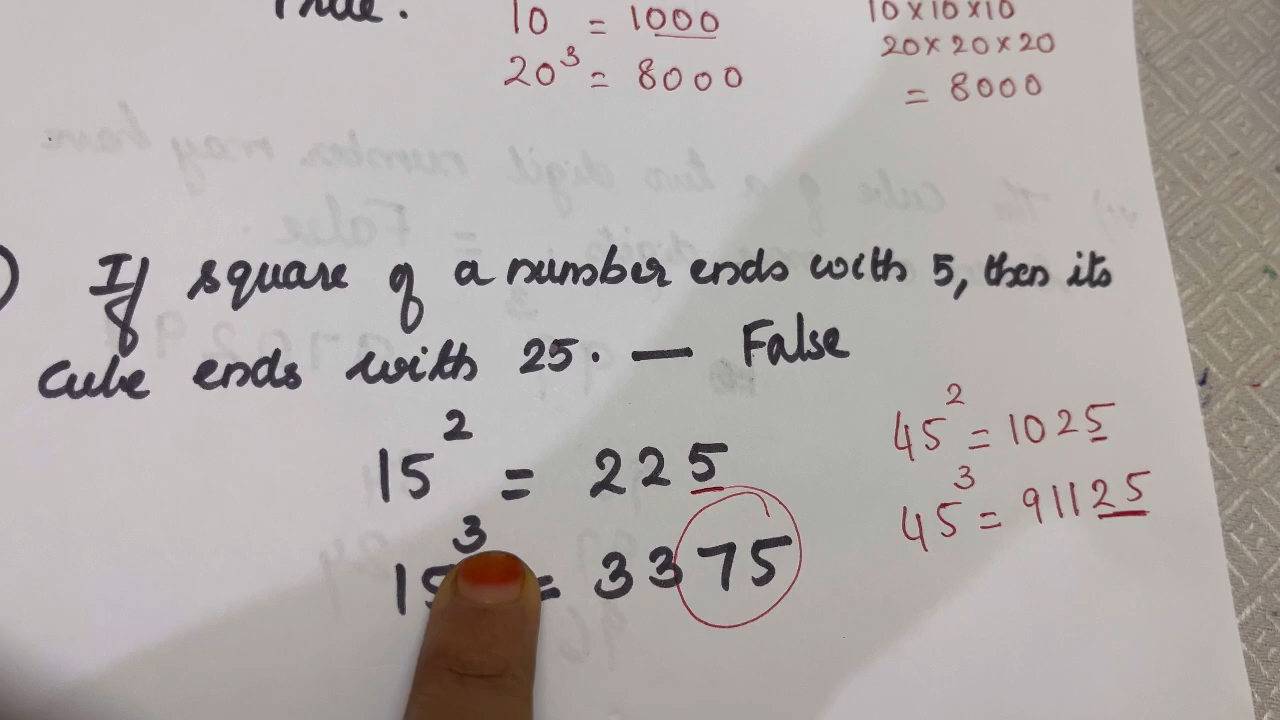 10 = 1000
10 × 10 × 10
20³ = 8000
20 × 20 × 20
= 8000
If square of a number ends with 5, then its
cube ends with 25. — False
15² = 225
45² = 1025
15³ = 3375
45³ = 91125